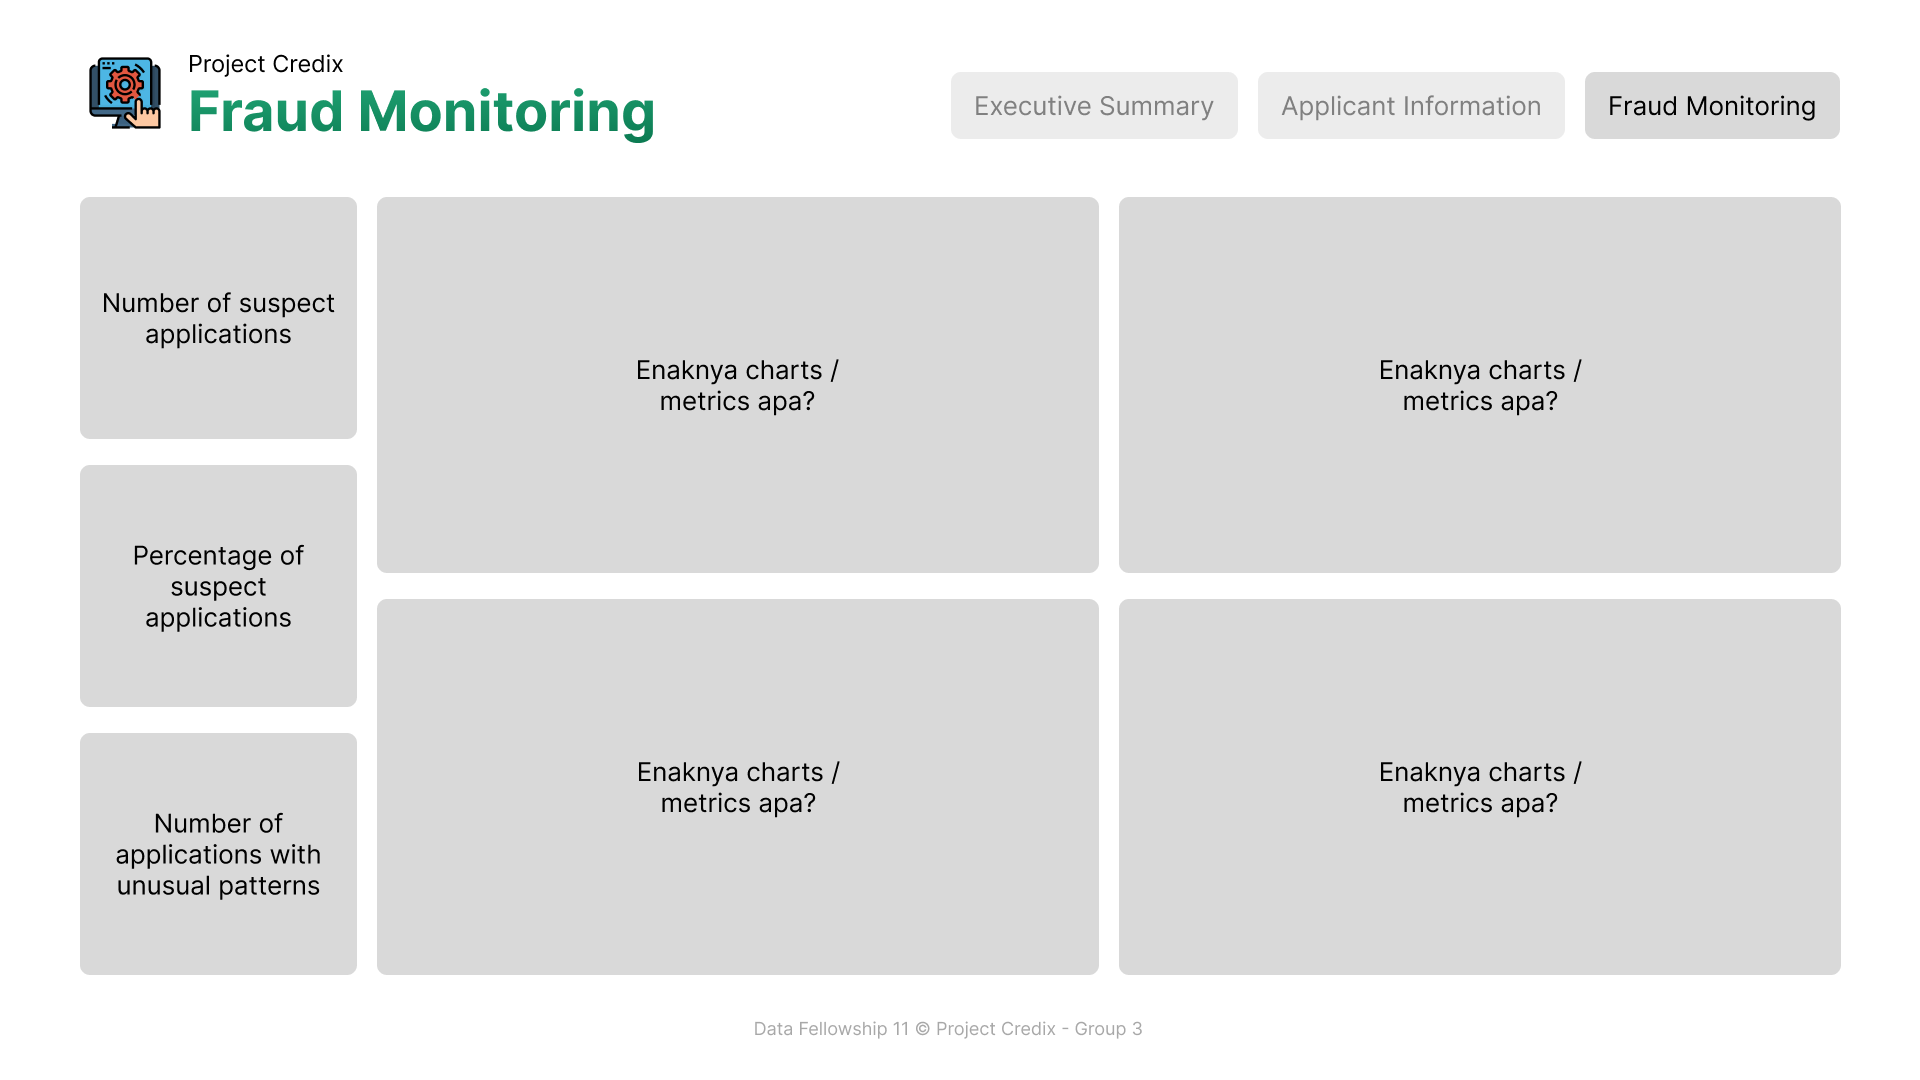 Project Credix
Fraud Monitoring
Executive Summary
Applicant Information
Fraud Monitoring
Number of suspect
applications
Percentage of
suspect
applications
Number of
applications with
unusual patterns
Enaknya charts /
metrics apa?
Enaknya charts /
metrics apa?
Enaknya charts /
metrics apa?
Enaknya charts /
metrics apa?
Data Fellowship 11 © Project Credix - Group 3